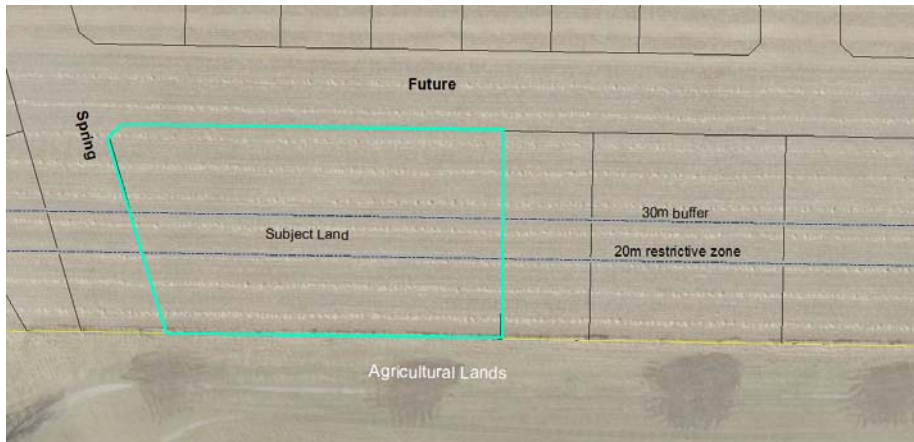 Future
Spring
30m buffer
Subject Land
20m restrictive zone
Agricultural Lands